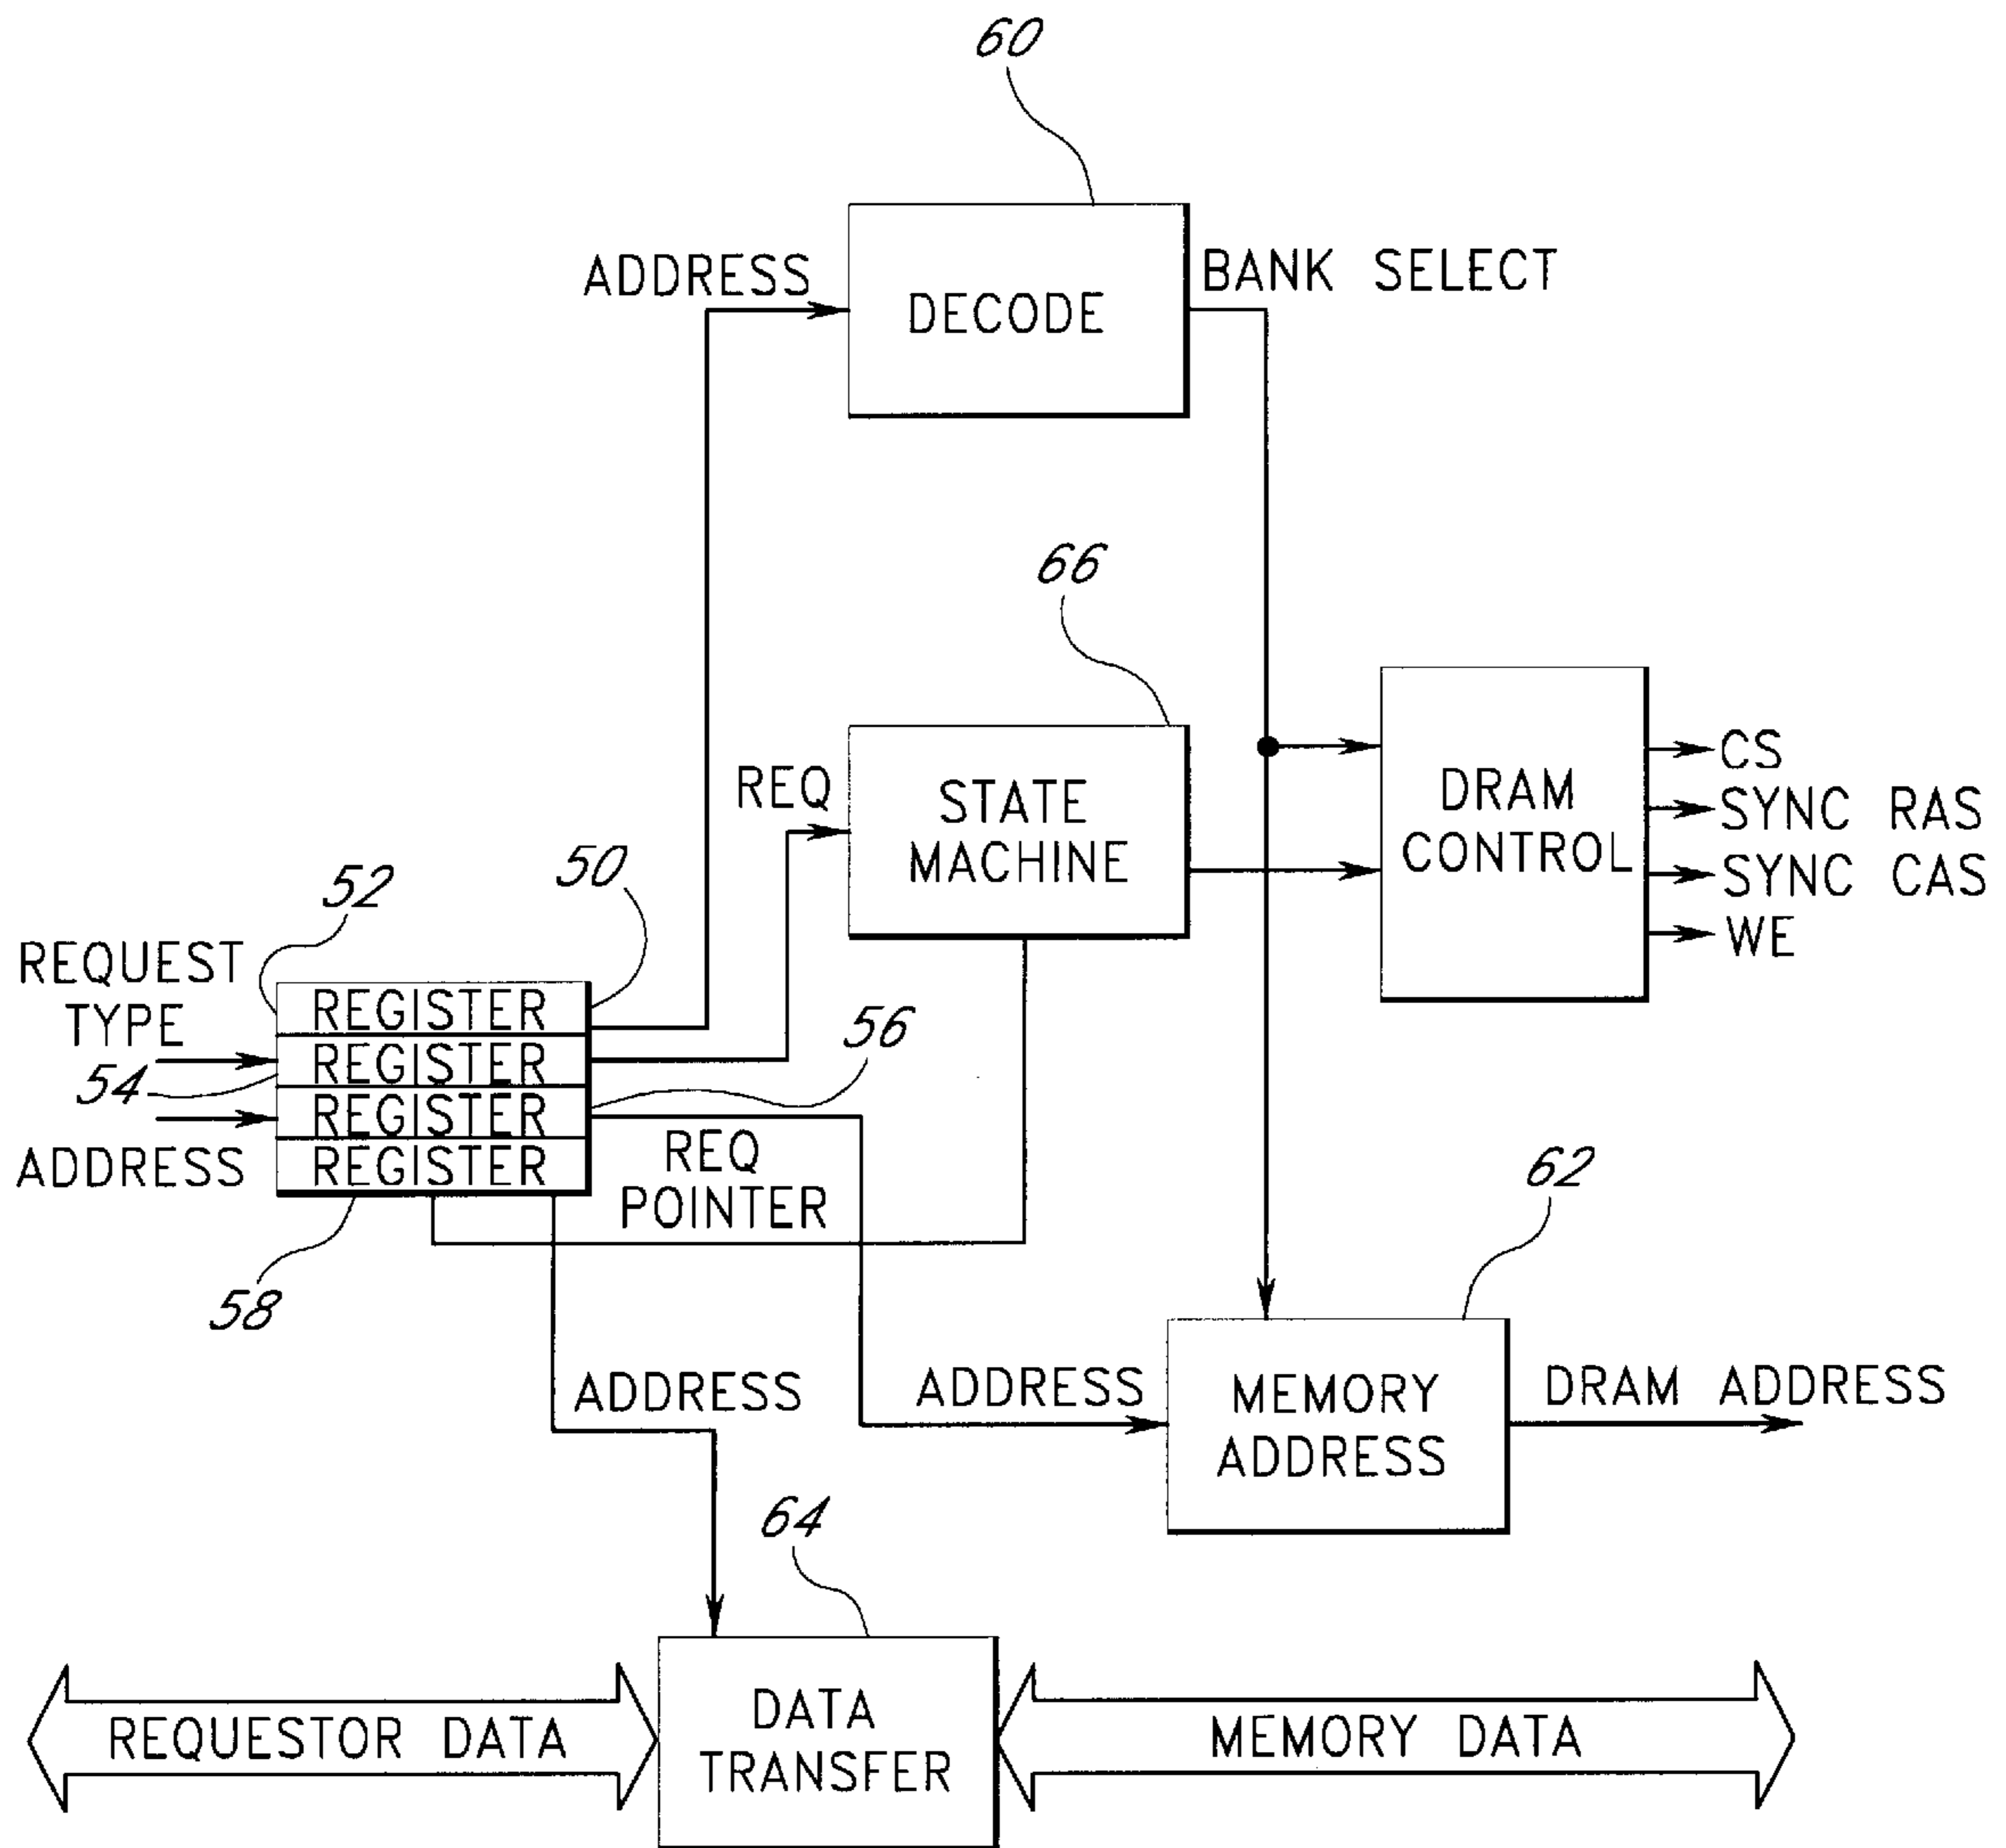 60
ADDRESS
DECODE
BANK SELECT
66
REQ
STATE
MACHINE
DRAM
CONTROL
CS
SYNC RAS
SYNC CAS
WE
52
50
REQUEST
TYPE
54
ADDRESS
REGISTER
REGISTER
REGISTER
REGISTER
56
58
REQ
POINTER
62
ADDRESS
ADDRESS
MEMORY
ADDRESS
DRAM ADDRESS
64
REQUESTOR DATA
DATA
TRANSFER
MEMORY DATA